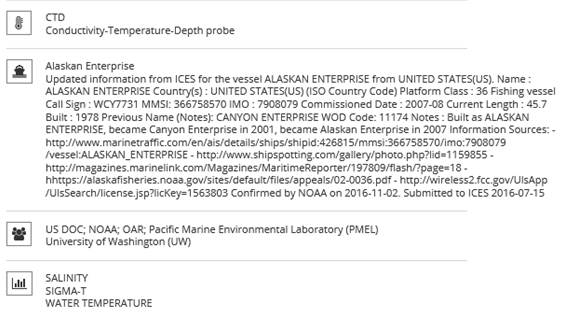 CTD
Conductivity-Temperature-Depth probe
Alaskan Enterprise
Updated information from ICES for the vessel ALASKAN ENTERPRISE from UNITED STATES(US). Name :
ALASKAN ENTERPRISE Country(s) : UNITED STATES(US) (ISO Country Code) Platform Class : 36 Fishing vessel
Call Sign : WCY7731 MMSI: 366758570 IMO : 7908079 Commissioned Date : 2007-08 Current Length : 45.7
Built : 1978 Previous Name (Notes): CANYON ENTERPRISE WOD Code: 11174 Notes : Built as ALASKAN
ENTERPRISE, became Canyon Enterprise in 2001, became Alaskan Enterprise in 2007 Information Sources: -
http://www.marinetraffic.com/en/ais/details/ships/shipid:426815/mmsi:366758570/imo:7908079
/vessel:ALASKAN_ENTERPRISE - http://www.shipspotting.com/gallery/photo.php?lid=1159855 -
http://magazines.marinelink.com/Magazines/MaritimeReporter/197809/flash/?page=18 -
hhttps://alaskafisheries.noaa.gov/sites/default/files/appeals/02-0036.pdf - http://wireless2.fcc.gov/UlsApp
/UlsSearch/license.jsp?licKey=1563803 Confirmed by NOAA on 2016-11-02. Submitted to ICES 2016-07-15
US DOC; NOAA; OAR; Pacific Marine Environmental Laboratory (PMEL)
University of Washington (UW)
SALINITY
SIGMA-T
WATER TEMPERATURE